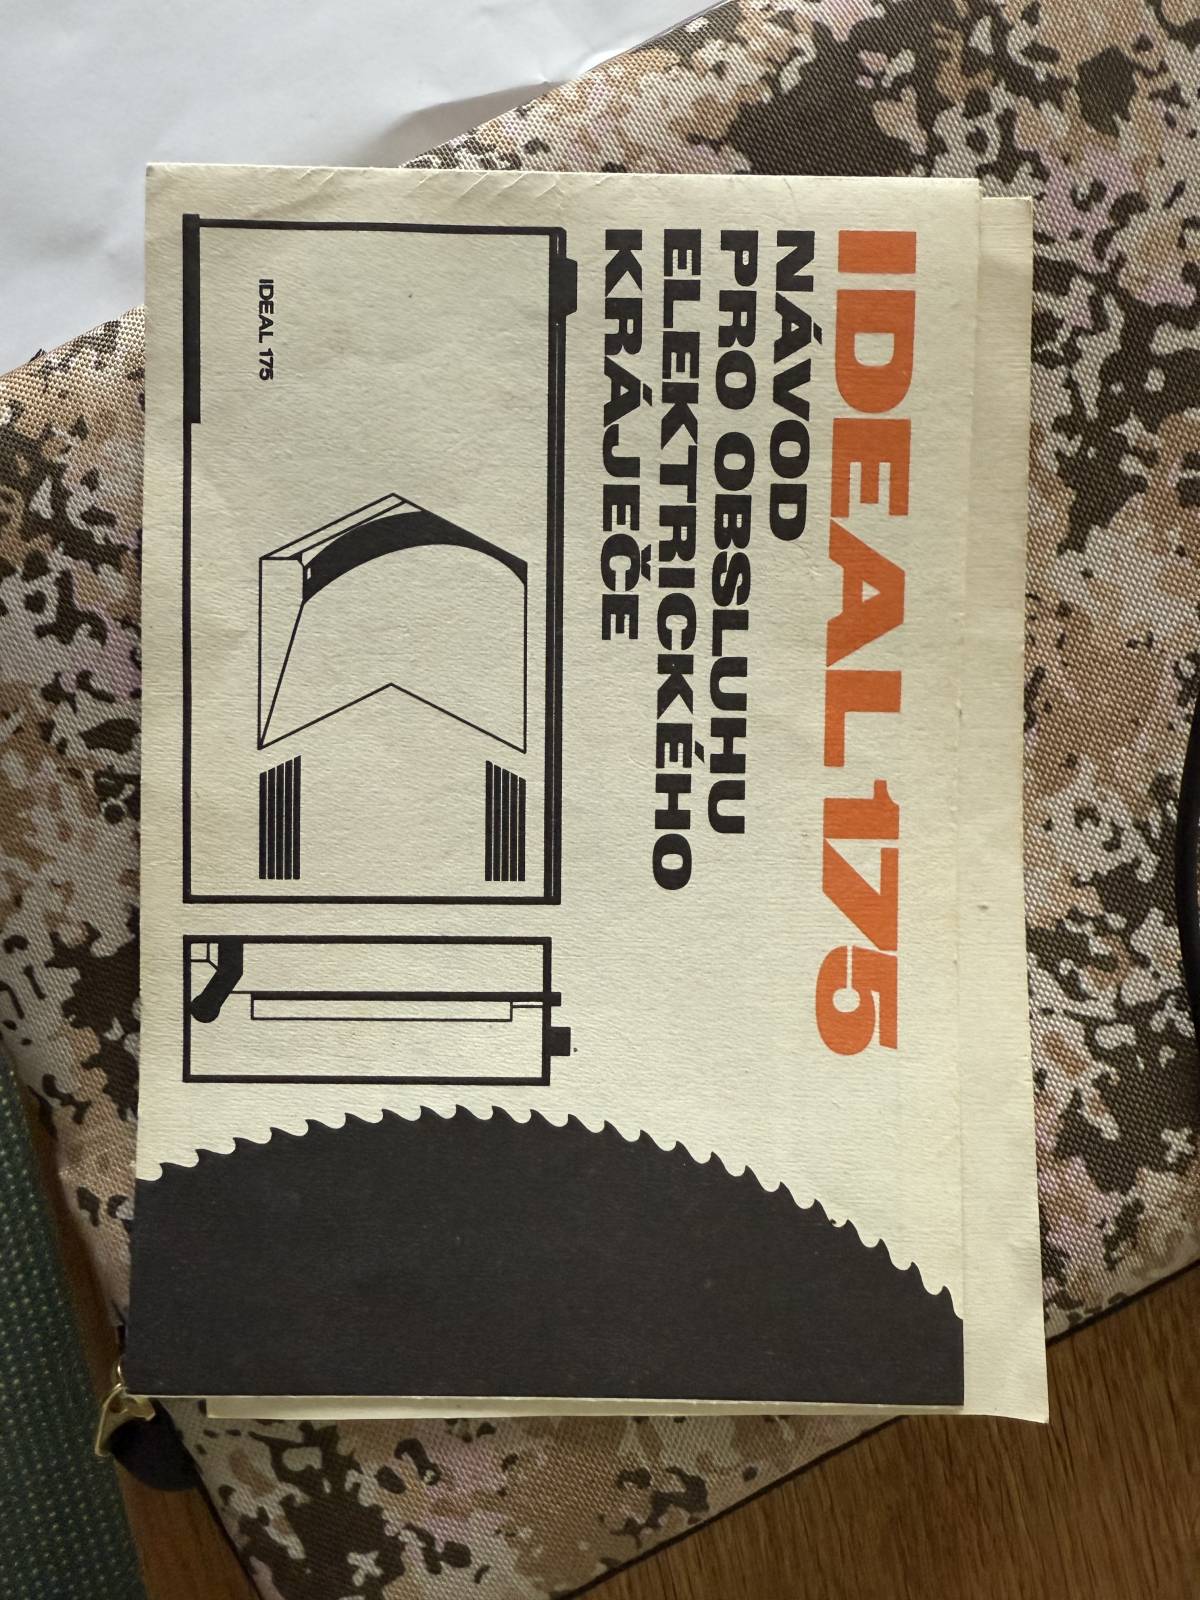 IDEAL 175
NÁVOD
PRO OBSLUHU
ELEKTRICKÉHO
KRÁJEČE
IDEAL 175